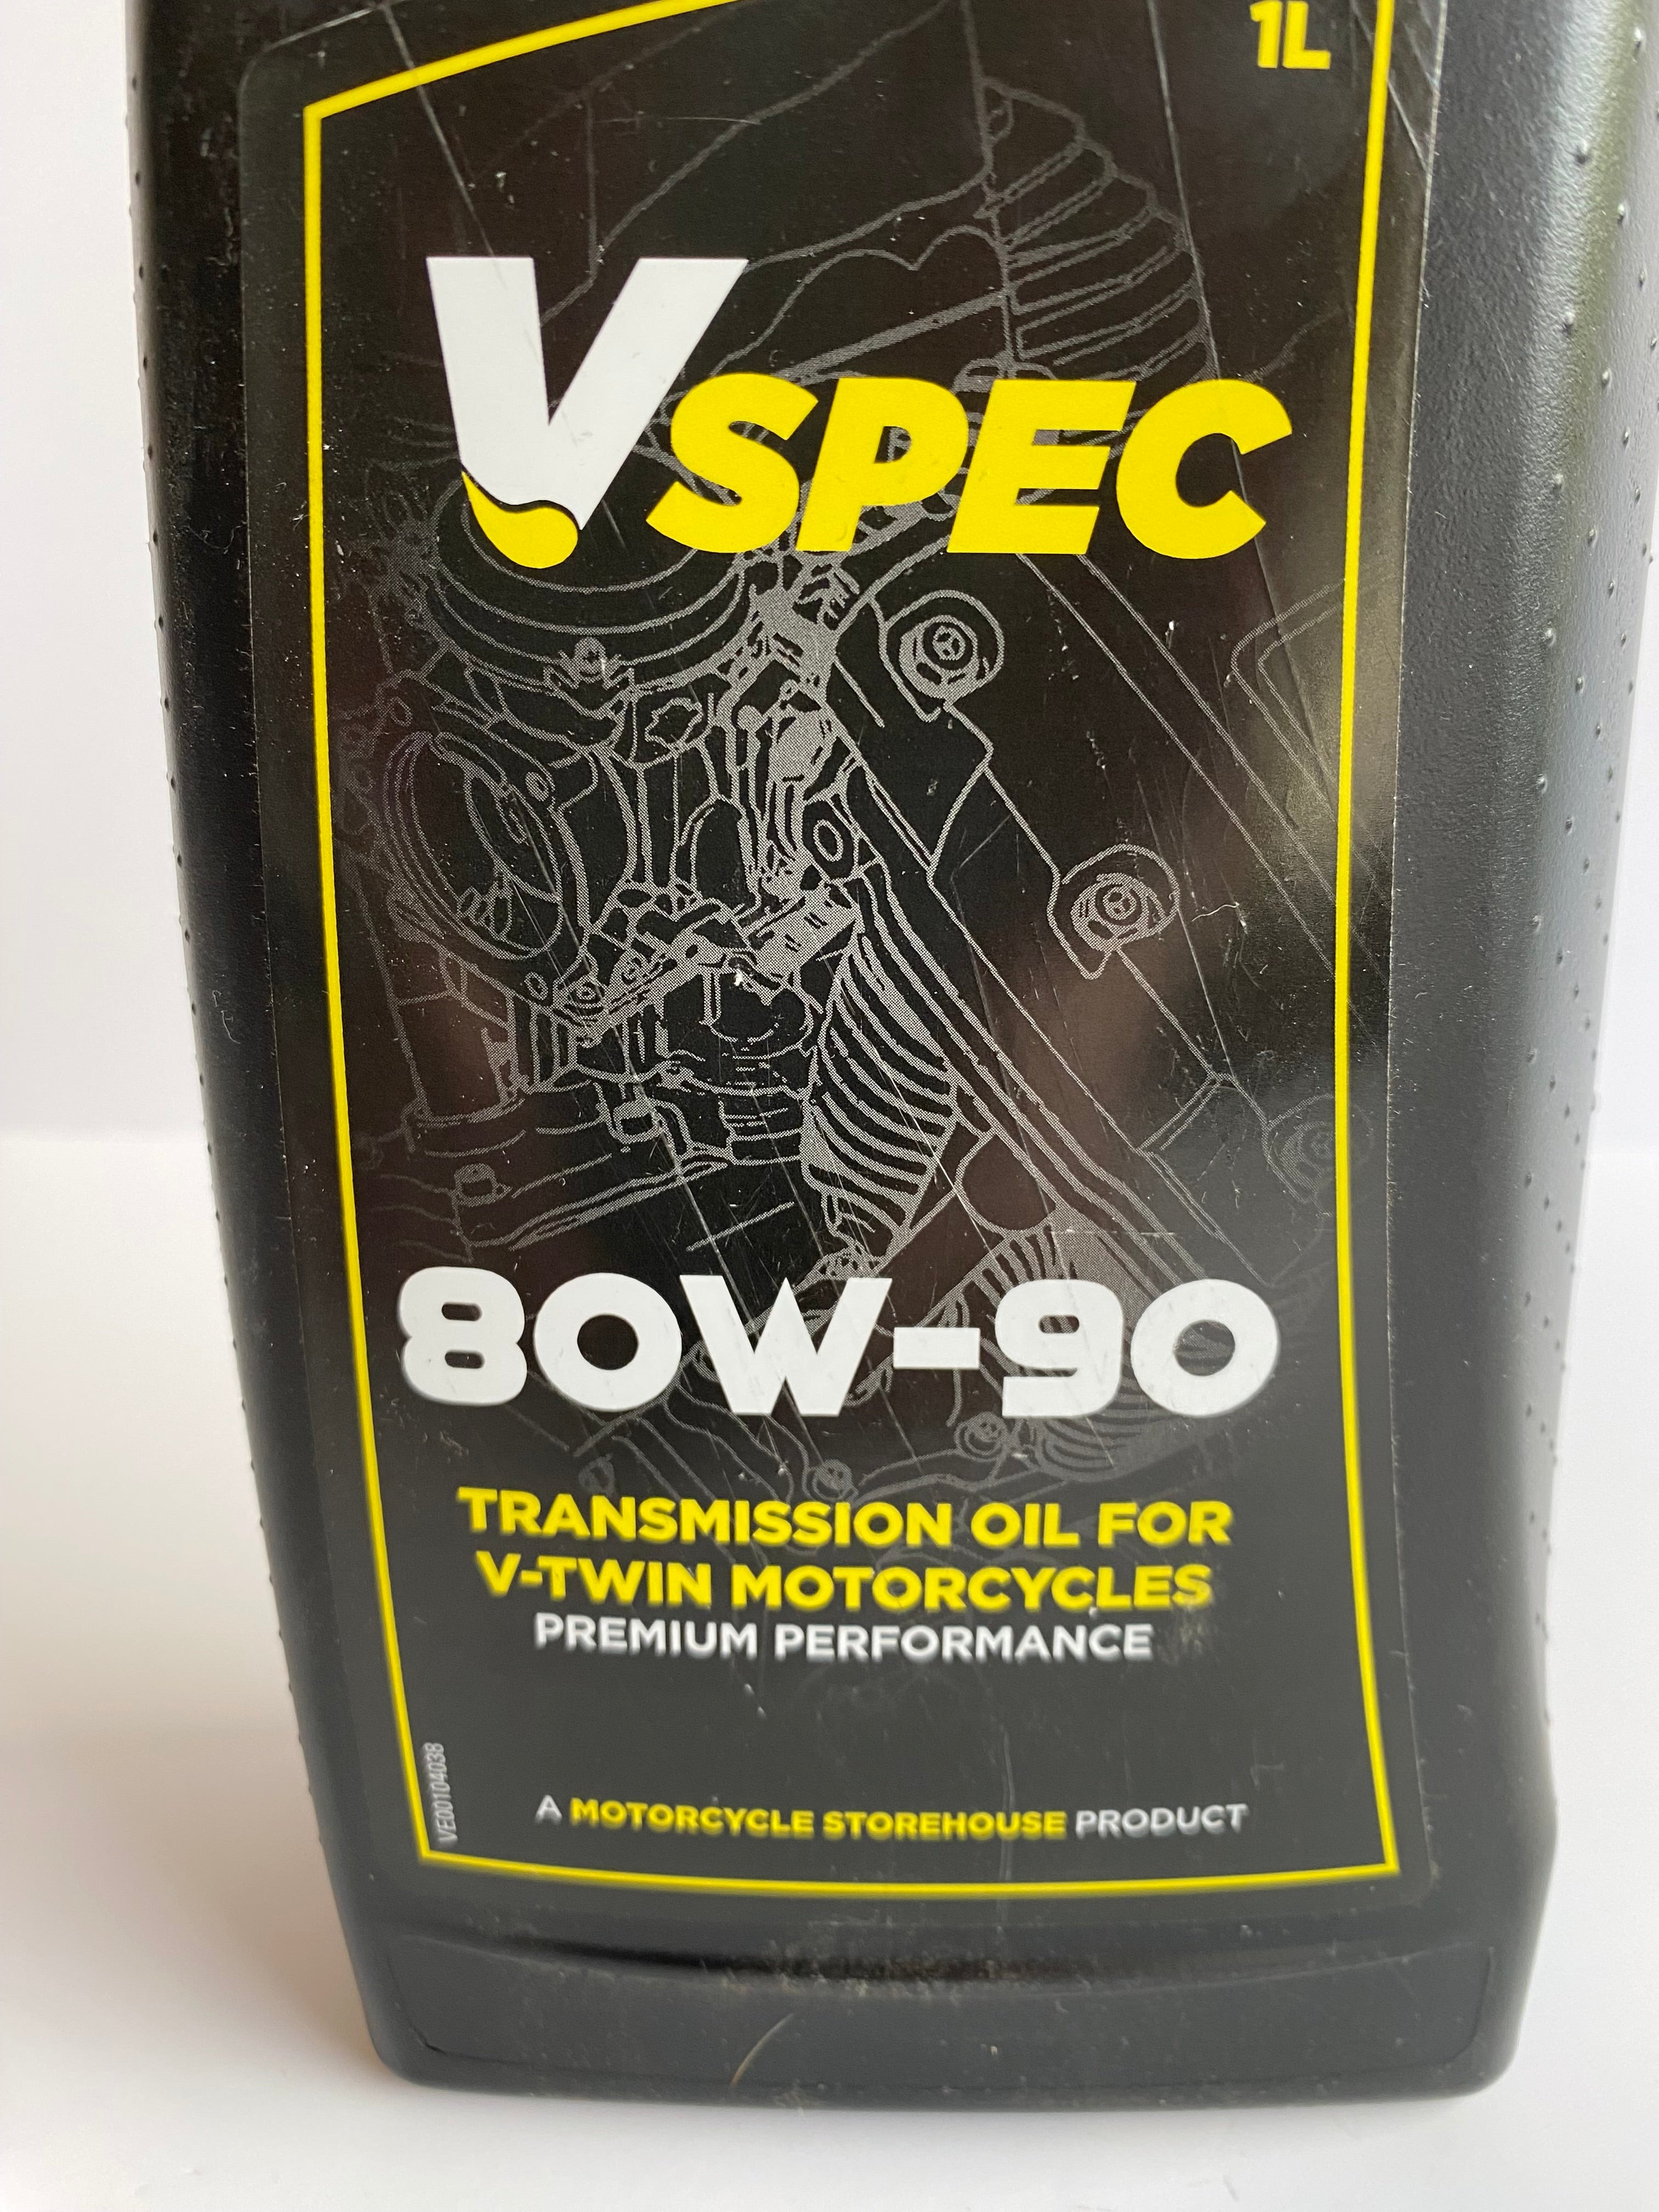 1L
VSPEC
80W-90
TRANSMISSION OIL FOR
V-TWIN MOTORCYCLES
PREMIUM PERFORMANCE
VE00104038
A MOTORCYCLE STOREHOUSE PRODUCT